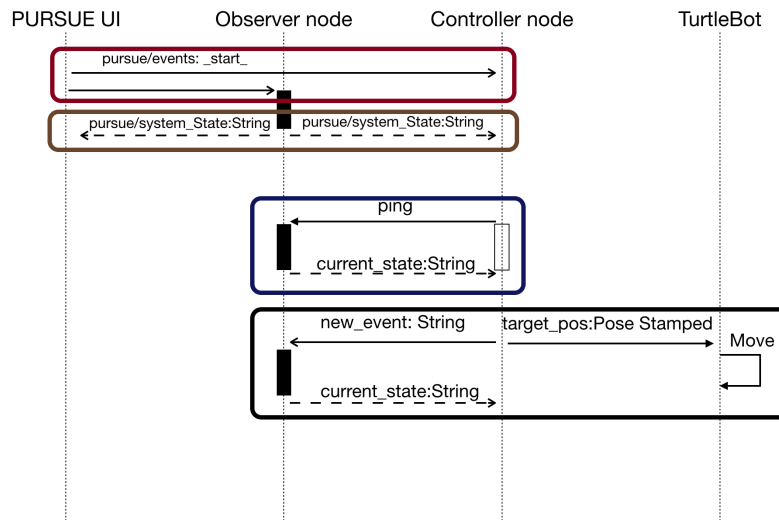 PURSUE UI
Observer node
Controller node
TurtleBot
pursue/events: _start_
pursue/system_State:String
pursue/system_State:String
ping
current_state:String
new_event: String
target_pos:Pose Stamped
Move
current_state:String